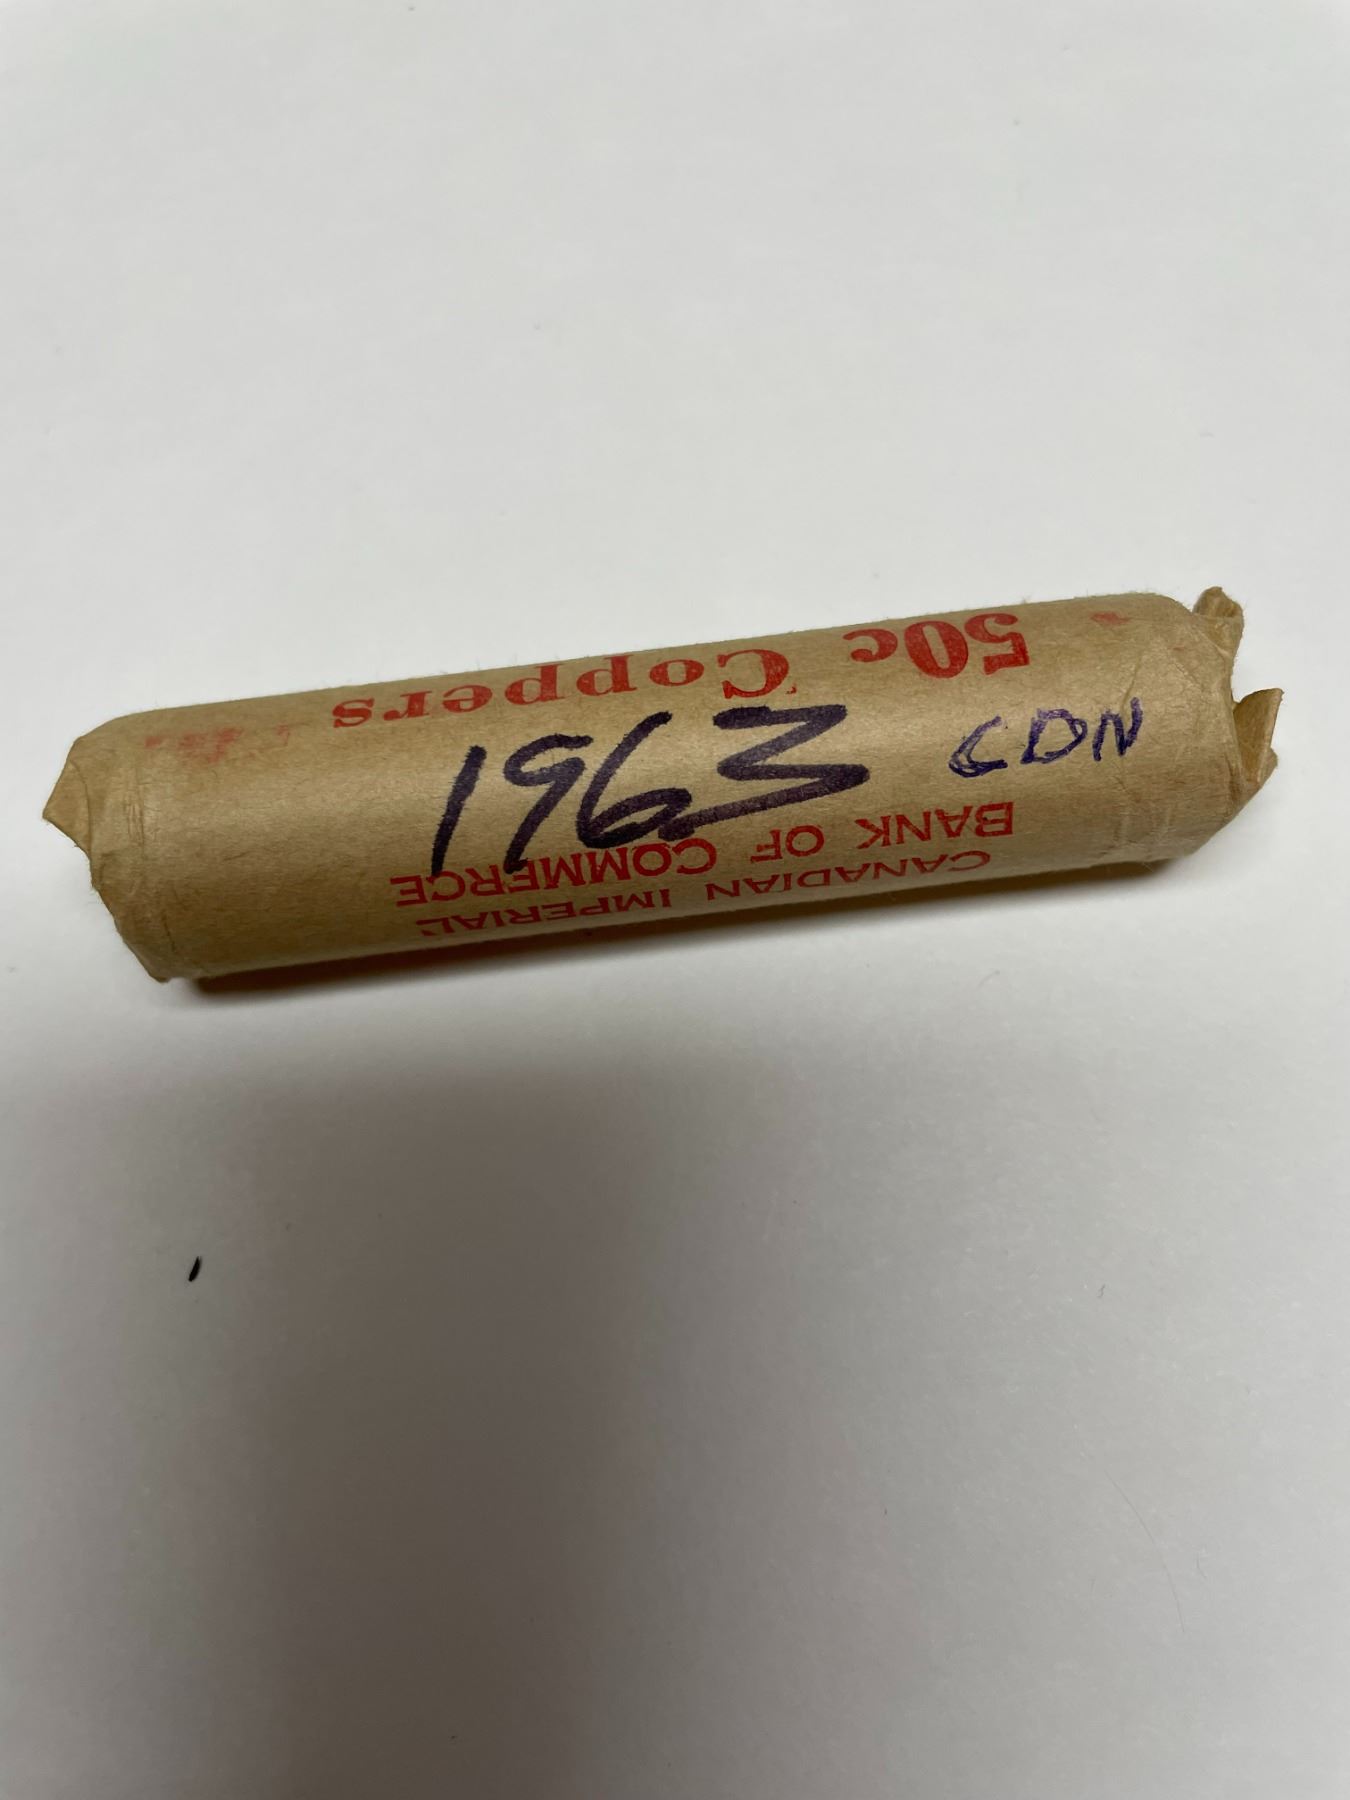 50c Coppers
1963 CDN
CANADIAN IMPERIAL
BANK OF COMMERCE